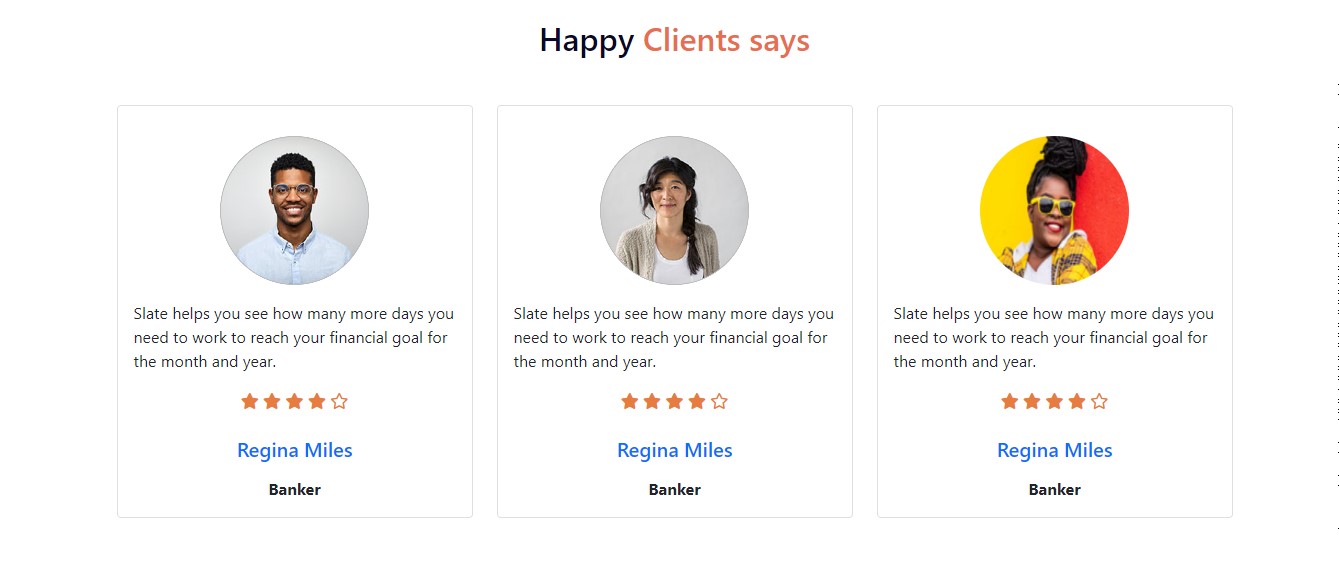 Happy Clients says
Slate helps you see how many more days you
need to work to reach your financial goal for
the month and year.
Regina Miles
Banker
Slate helps you see how many more days you
need to work to reach your financial goal for
the month and year.
Regina Miles
Banker
Slate helps you see how many more days you
need to work to reach your financial goal for
the month and year.
Regina Miles
Banker